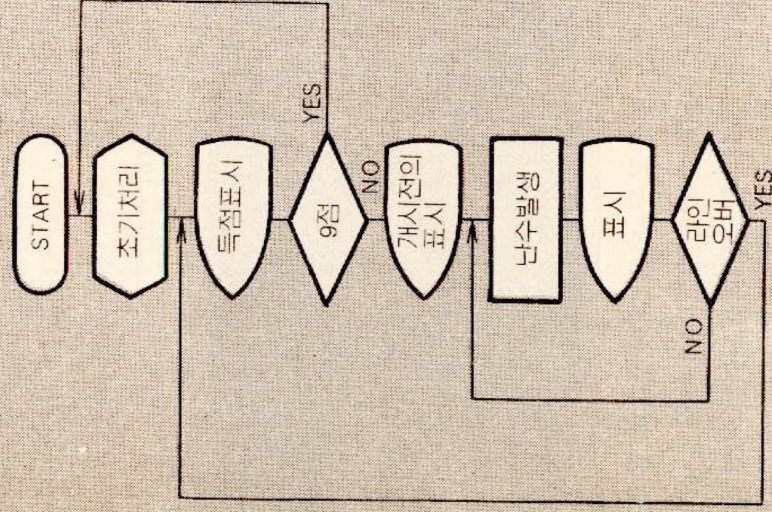 START
초기처리
득점표시
9점
YES
NO
개시전의
표시
난수발생
표시
라인
오버
NO
YES